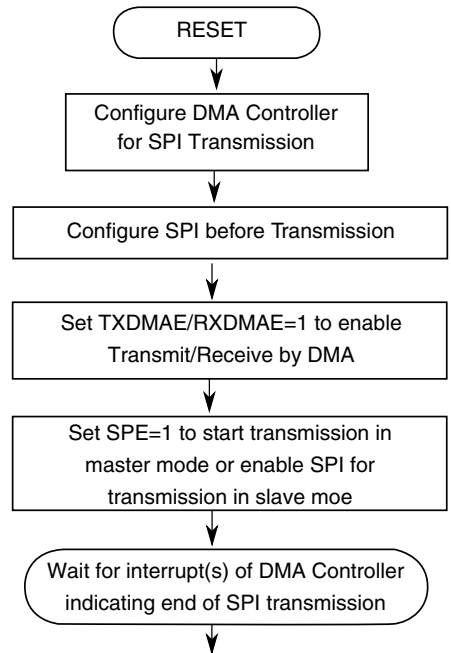 RESET
Configure DMA Controller
for SPI Transmission
Configure SPI before Transmission
Set TXDMAE/RXDMAE=1 to enable
Transmit/Receive by DMA
Set SPE=1 to start transmission in
master mode or enable SPI for
transmission in slave moe
Wait for interrupt(s) of DMA Controller
indicating end of SPI transmission